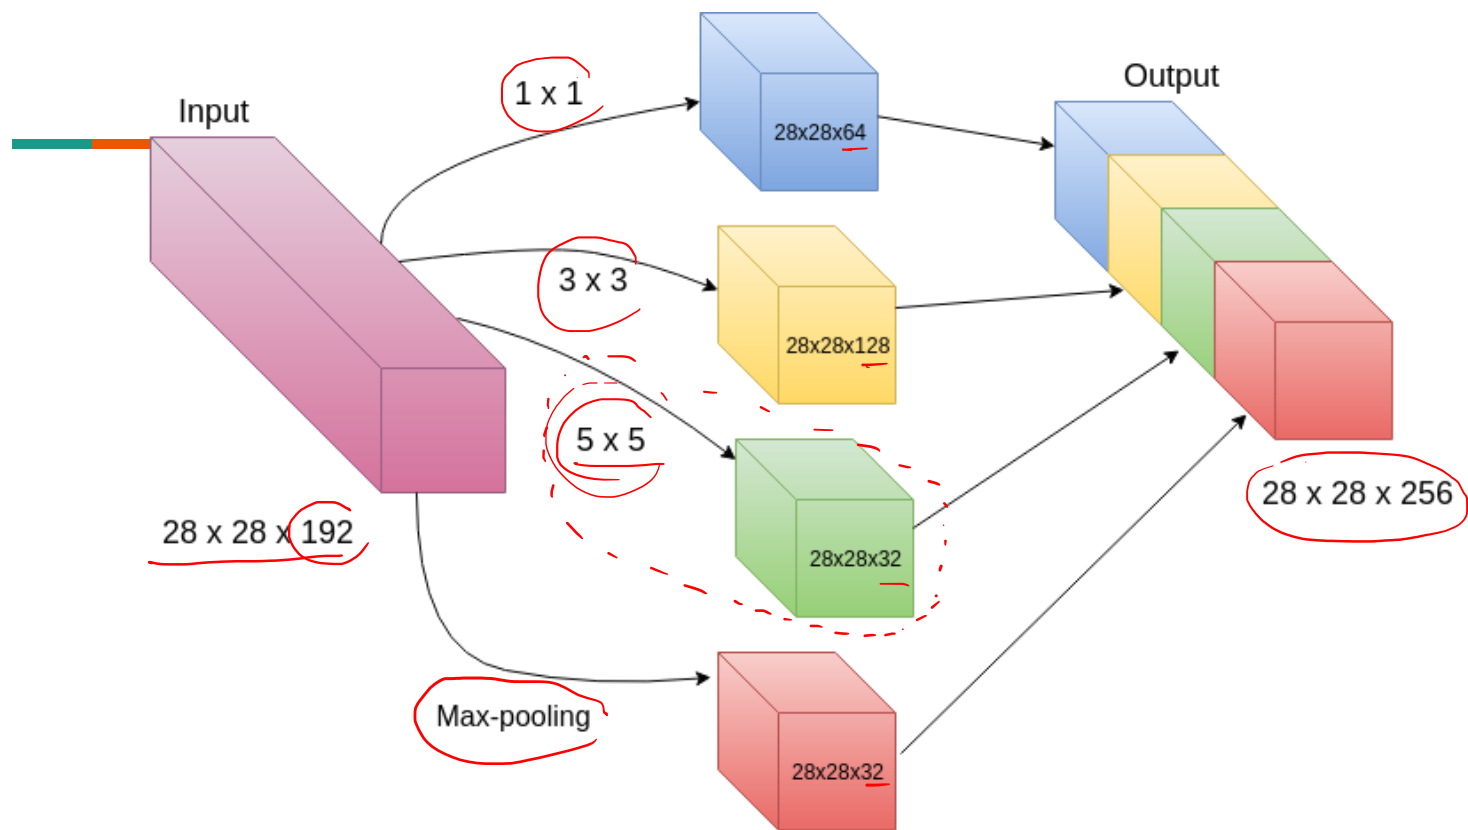 Input
28 x 28 x 192
1 x 1
3 x 3
5 x 5
Max-pooling
28x28x64
28x28x128
28x28x32
28x28x32
Output
28 x 28 x 256